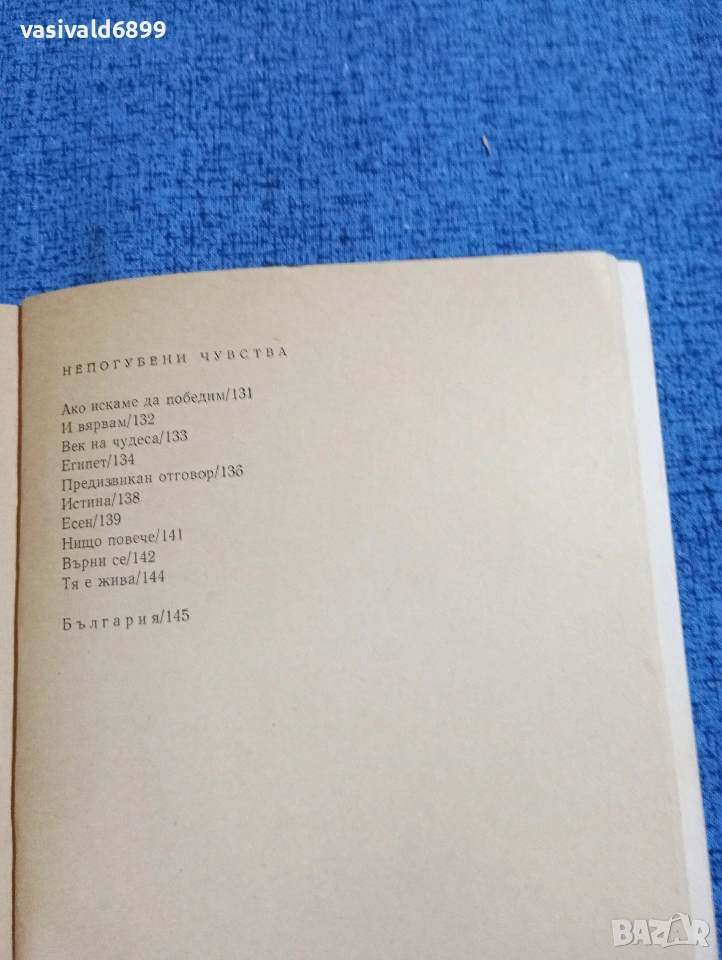 vasivald6899
НЕПОГУБЕНИ ЧУВСТВА
Ако искаме да победим/131
И вярвам/132
Век на чудеса/133
Египет/134
Предизвикан отговор/136
Истина/138
Есен/139
Нищо повече/141
Върни се/142
Тя е жива/144
България/145
BAZAR